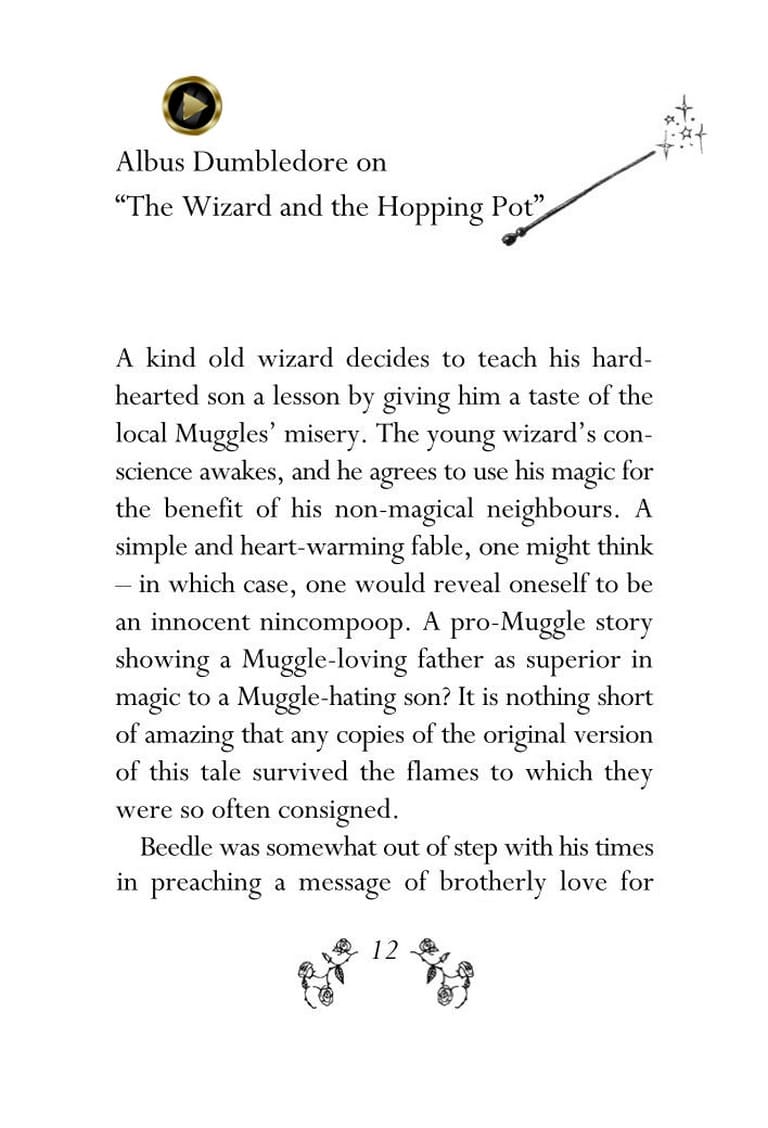 Albus Dumbledore on
“The Wizard and the Hopping Pot”
A kind old wizard decides to teach his hard-
hearted son a lesson by giving him a taste of the
local Muggles’ misery. The young wizard’s con-
science awakes, and he agrees to use his magic for
the benefit of his non-magical neighbours. A
simple and heart-warming fable, one might think
– in which case, one would reveal oneself to be
an innocent nincompoop. A pro-Muggle story
showing a Muggle-loving father as superior in
magic to a Muggle-hating son? It is nothing short
of amazing that any copies of the original version
of this tale survived the flames to which they
were so often consigned.
Beedle was somewhat out of step with his times
in preaching a message of brotherly love for
12